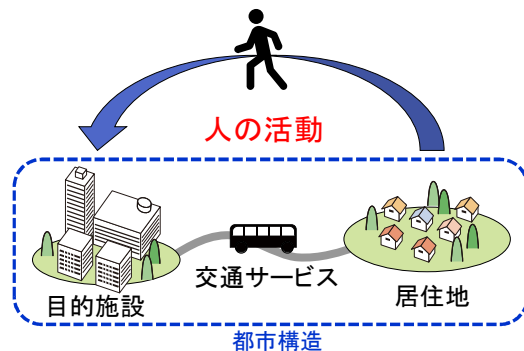 人の活動
交通サービス
目的施設
居住地
都市構造